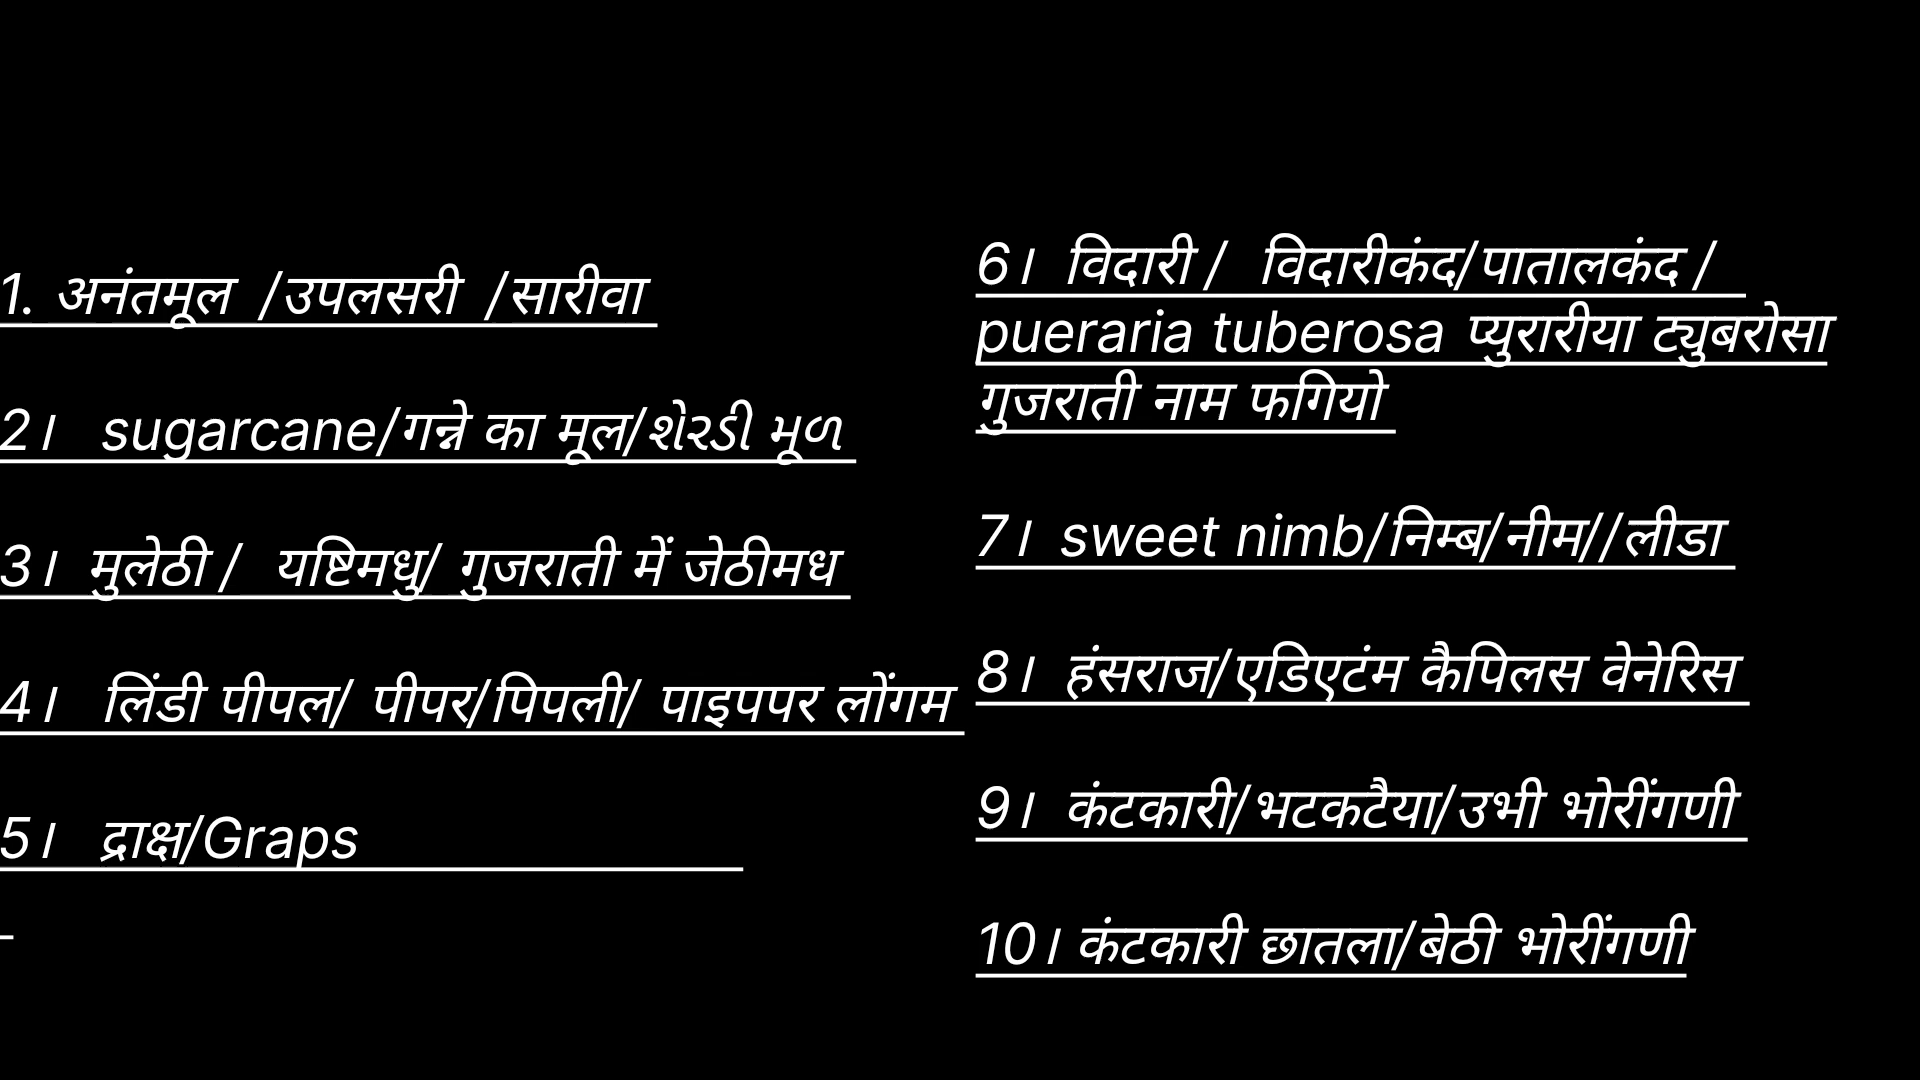 1. अनंतमूल /उपलसरी /सारीवा
2। sugarcane/गन्ने का मूल/શેરડી મૂળ
3। मुलेठी / यष्टिमधु/ गुजराती में जेठीमध
4। लिंडी पीपल/ पीपर/पिपली/ पाइपपर लोंगम
5। द्राक्ष/Graps
6। विदारी / विदारीकंद/पातालकंद /
pueraria tuberosa प्युरारीया ट्युबरोसा
गुजराती नाम फगियो
7। sweet nimb/निम्ब/नीम//लीडा
8। हंसराज/एडिएटंम कैपिलस वेनेरिस
9। कंटकारी/भटकटैया/उभी भोरींगणी
10। कंटकारी छातला/बेठी भोरींगणी